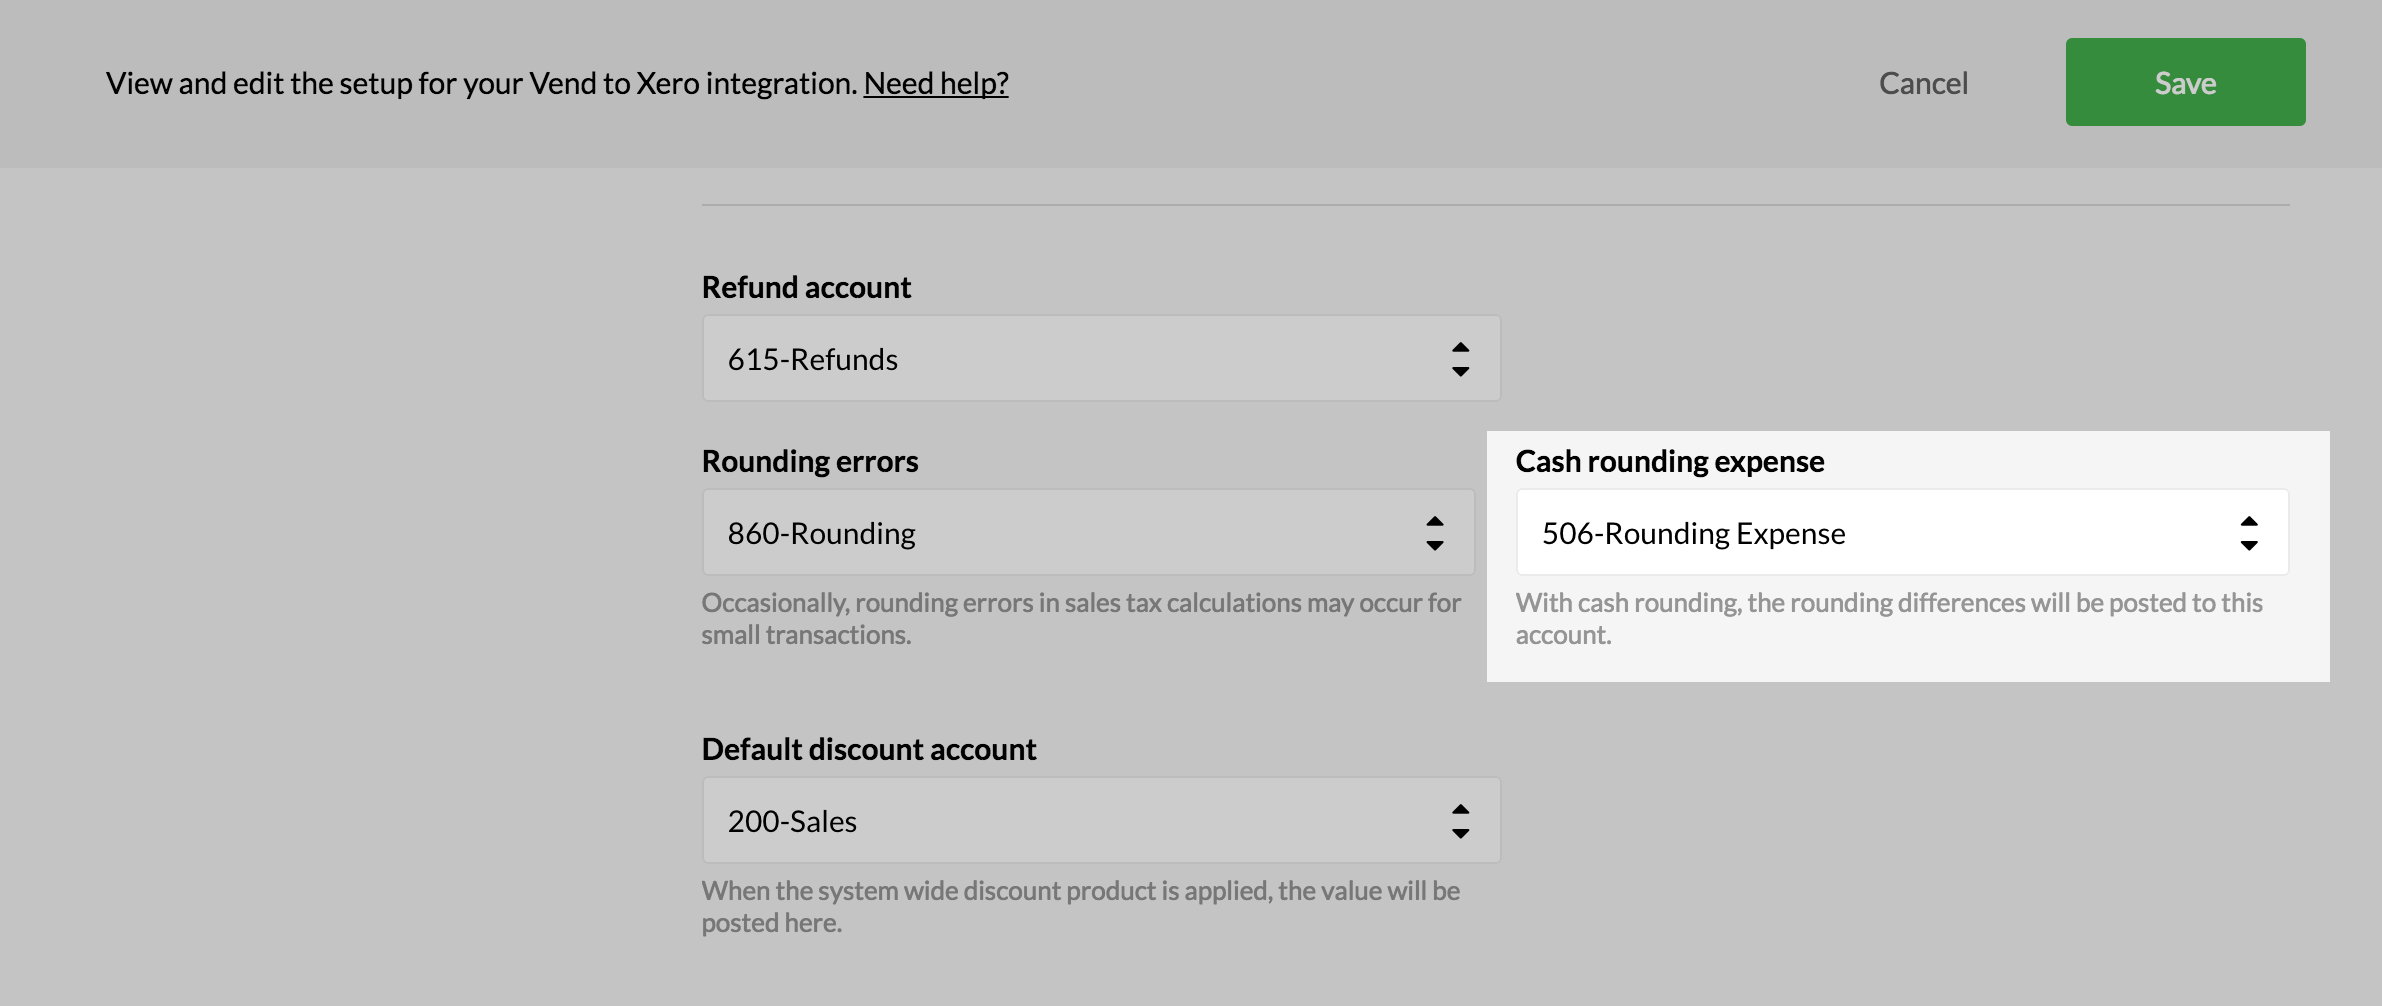 View and edit the setup for your Vend to Xero integration. Need help?
Cancel
Save
Refund account
615-Refunds
Rounding errors
860-Rounding
Occasionally, rounding errors in sales tax calculations may occur for
small transactions.
Cash rounding expense
506-Rounding Expense
With cash rounding, the rounding differences will be posted to this
account.
Default discount account
200-Sales
When the system wide discount product is applied, the value will be
posted here.